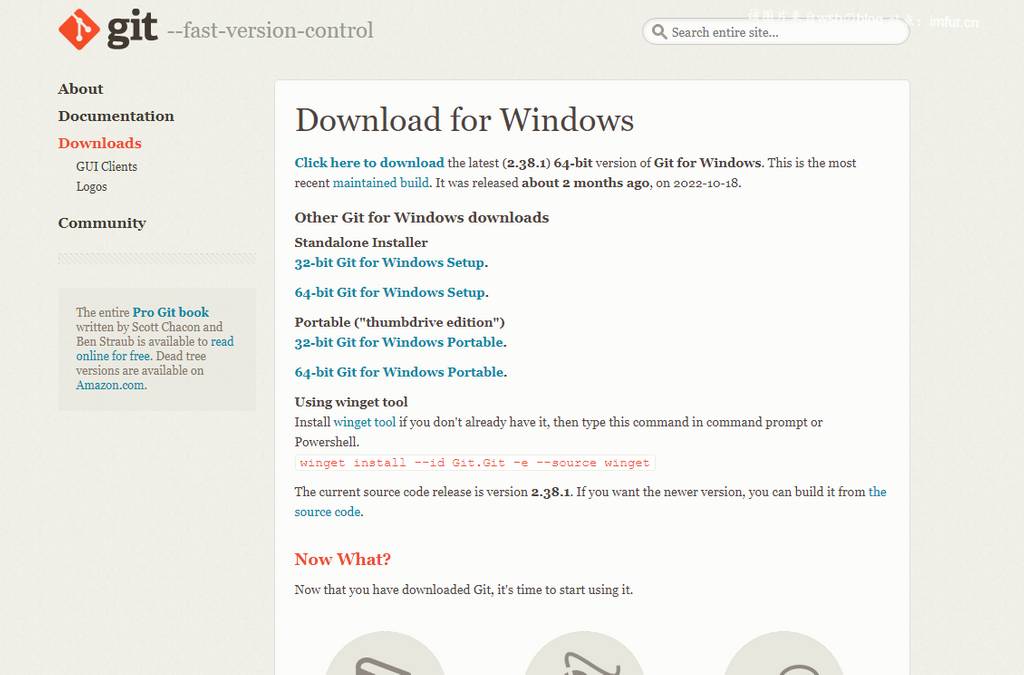 git --fast-version-control
Search entire site...
imfur.cn
About
Documentation
Downloads
GUI Clients
Logos
Community
The entire Pro Git book
written by Scott Chacon and
Ben Straub is available to read
online for free. Dead tree
versions are available on
Amazon.com.
Download for Windows
Click here to download the latest (2.38.1) 64-bit version of Git for Windows. This is the most
recent maintained build. It was released about 2 months ago, on 2022-10-18.
Other Git for Windows downloads
Standalone Installer
32-bit Git for Windows Setup.
64-bit Git for Windows Setup.
Portable ("thumbdrive edition")
32-bit Git for Windows Portable.
64-bit Git for Windows Portable.
Using winget tool
Install winget tool if you don't already have it, then type this command in command prompt or
Powershell.
winget install --id Git.Git -e --source winget
The current source code release is version 2.38.1. If you want the newer version, you can build it from the
source code.
Now What?
Now that you have downloaded Git, it's time to start using it.